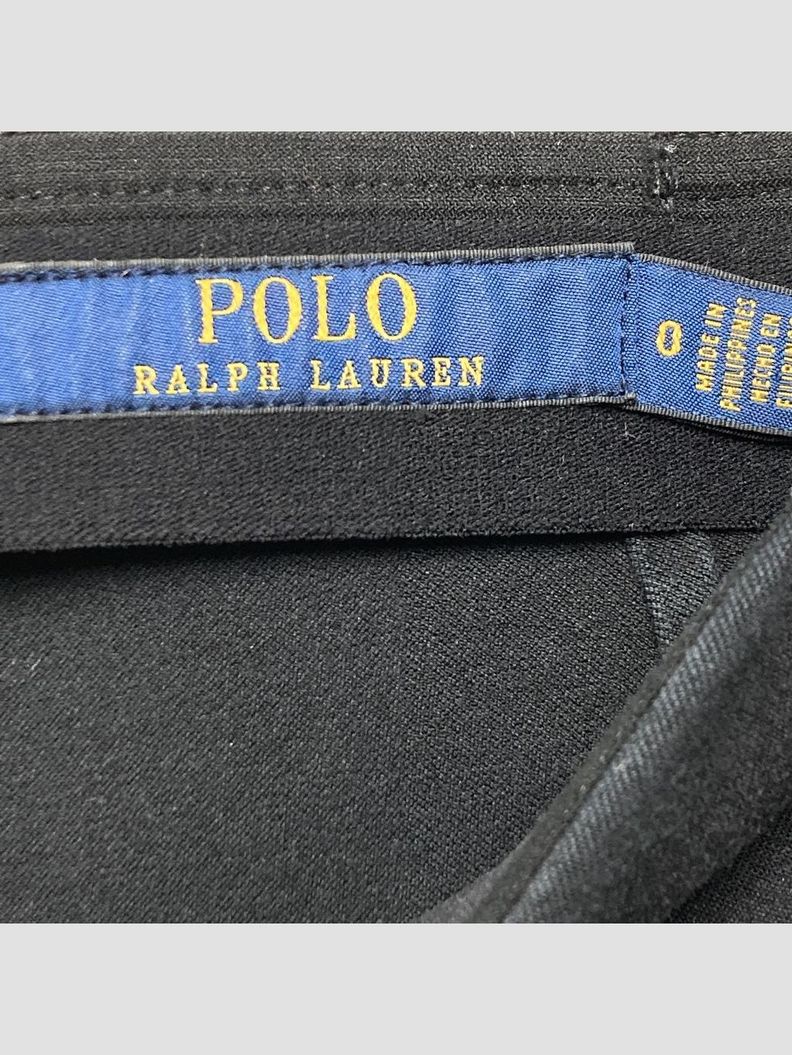 POLO
RALPH LAUREN
0
MADE IN
PHILIPPINES
HECHO EN